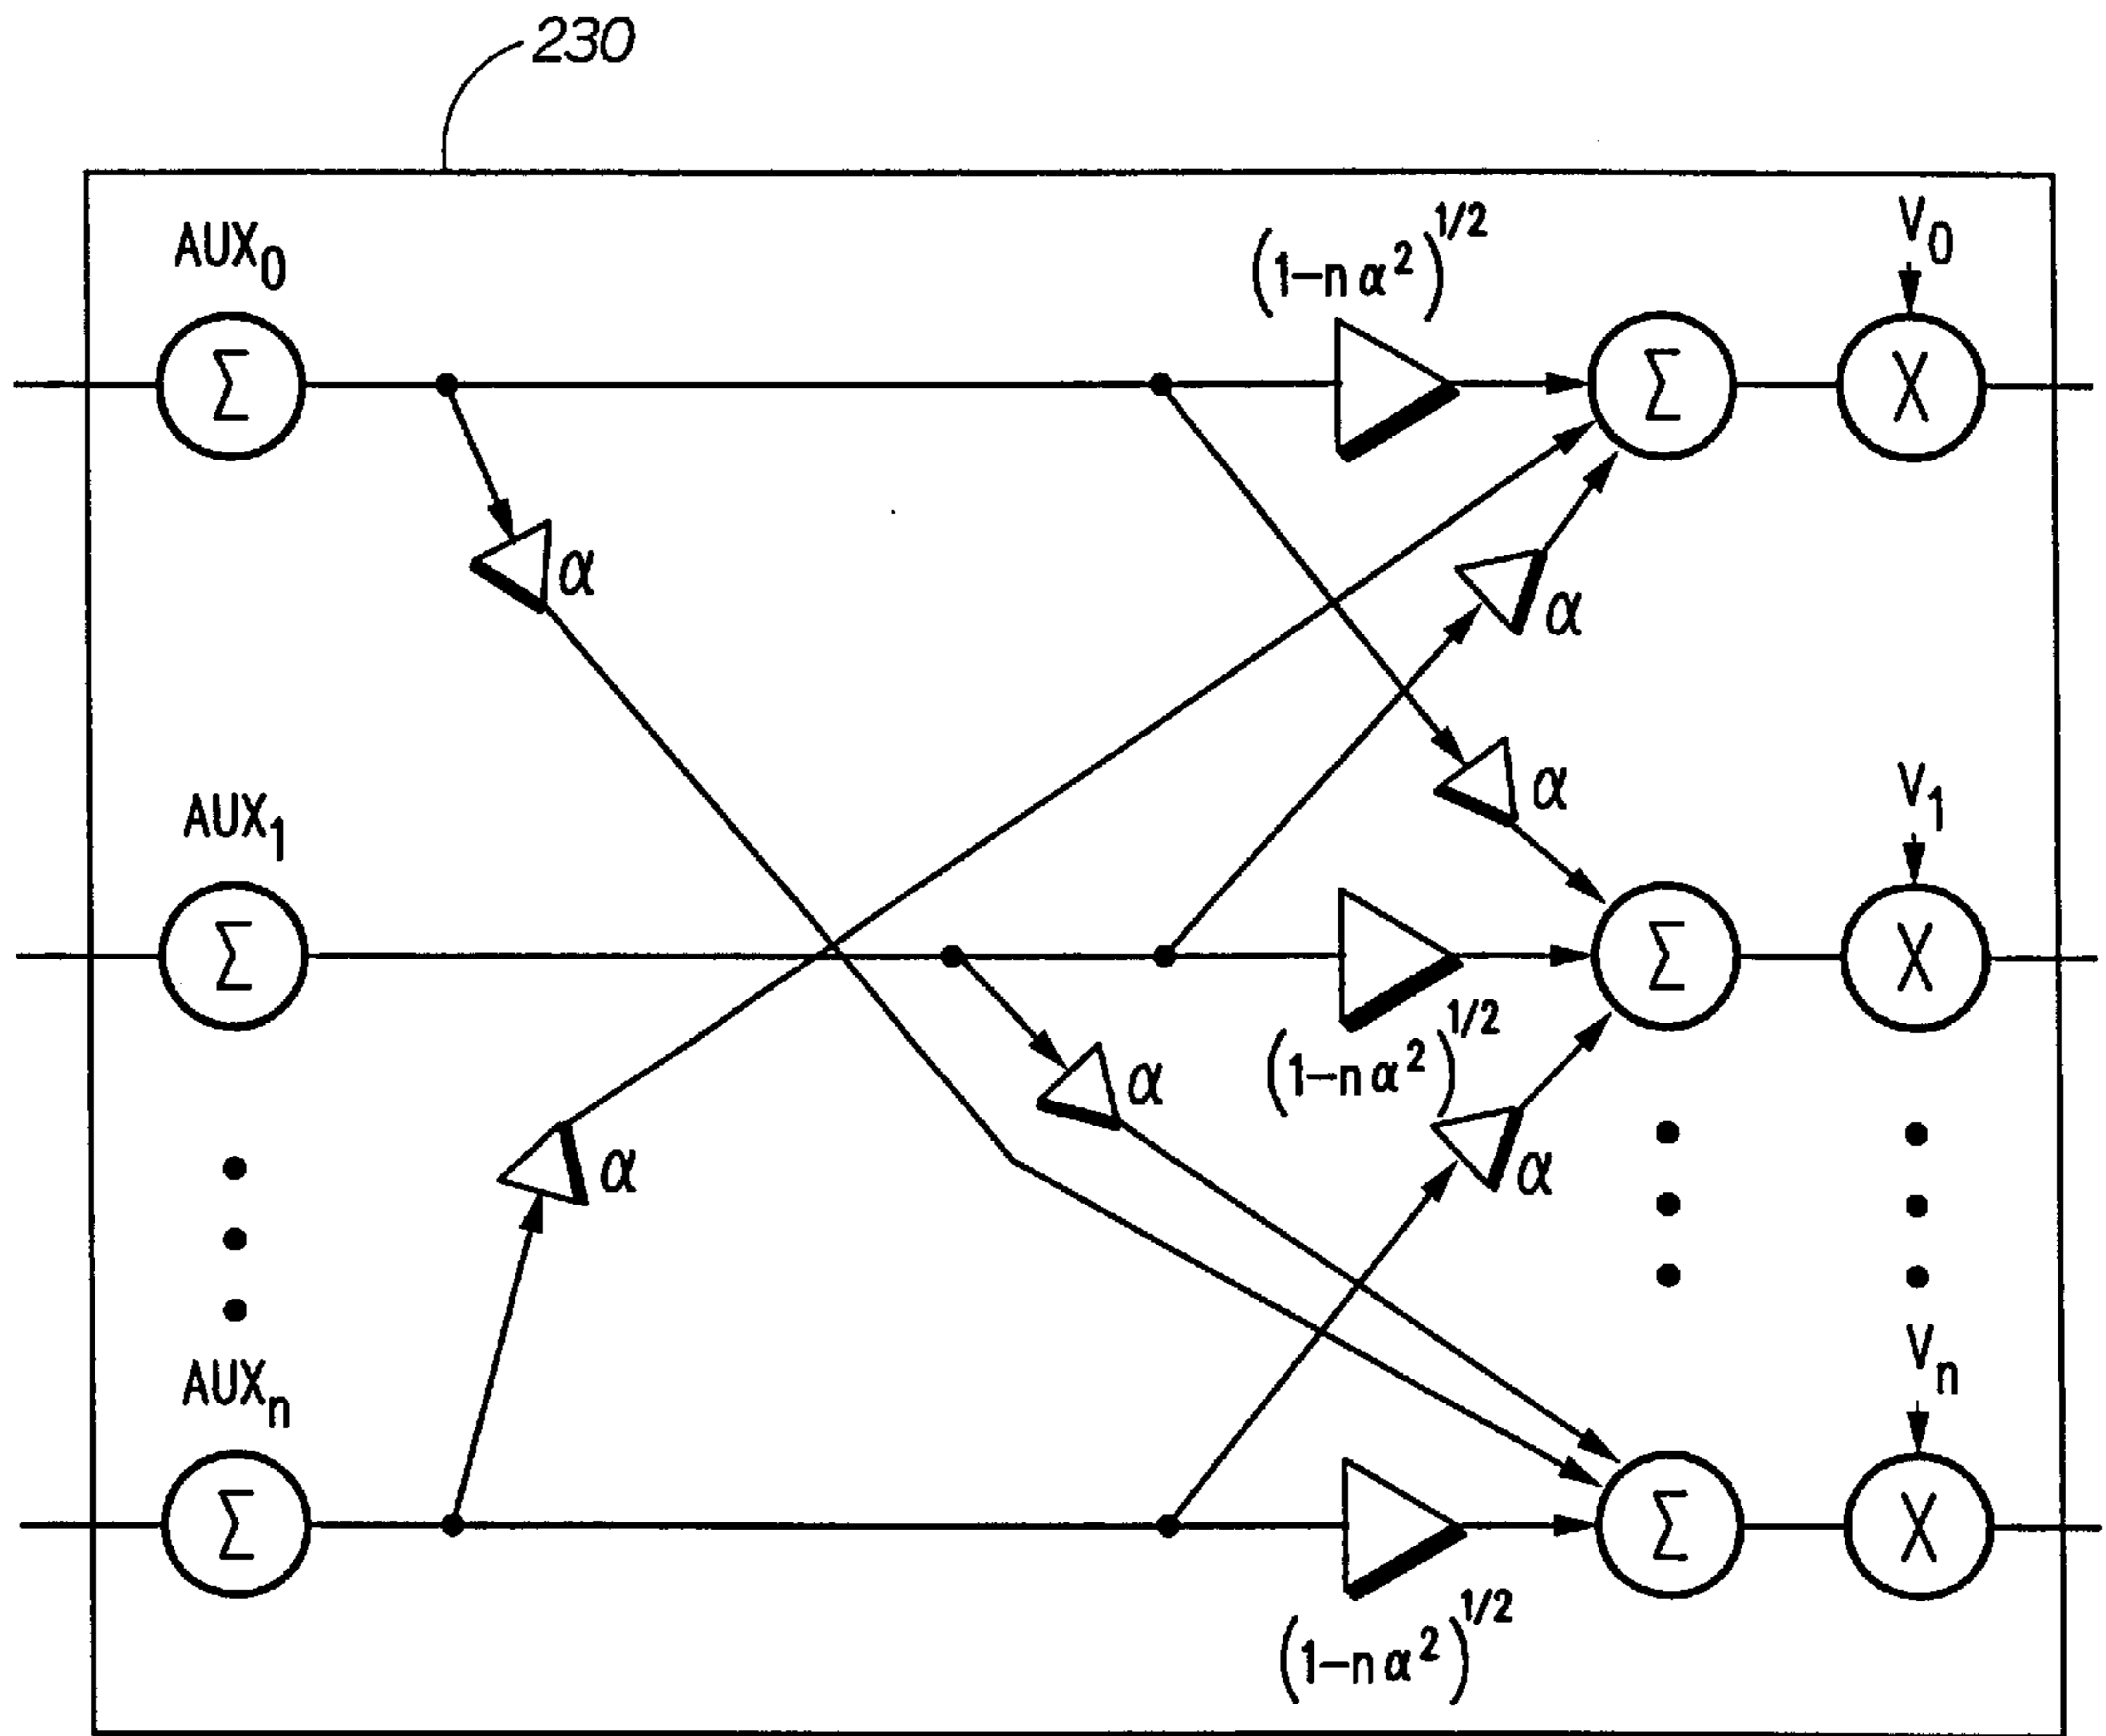 230
AUX₀
(1−nα²)^1/2
V₀
Σ
Σ
X
α
α
α
AUX₁
V₁
Σ
Σ
X
(1−nα²)^1/2
α
α
α
AUXₙ
Vₙ
Σ
Σ
X
(1−nα²)^1/2